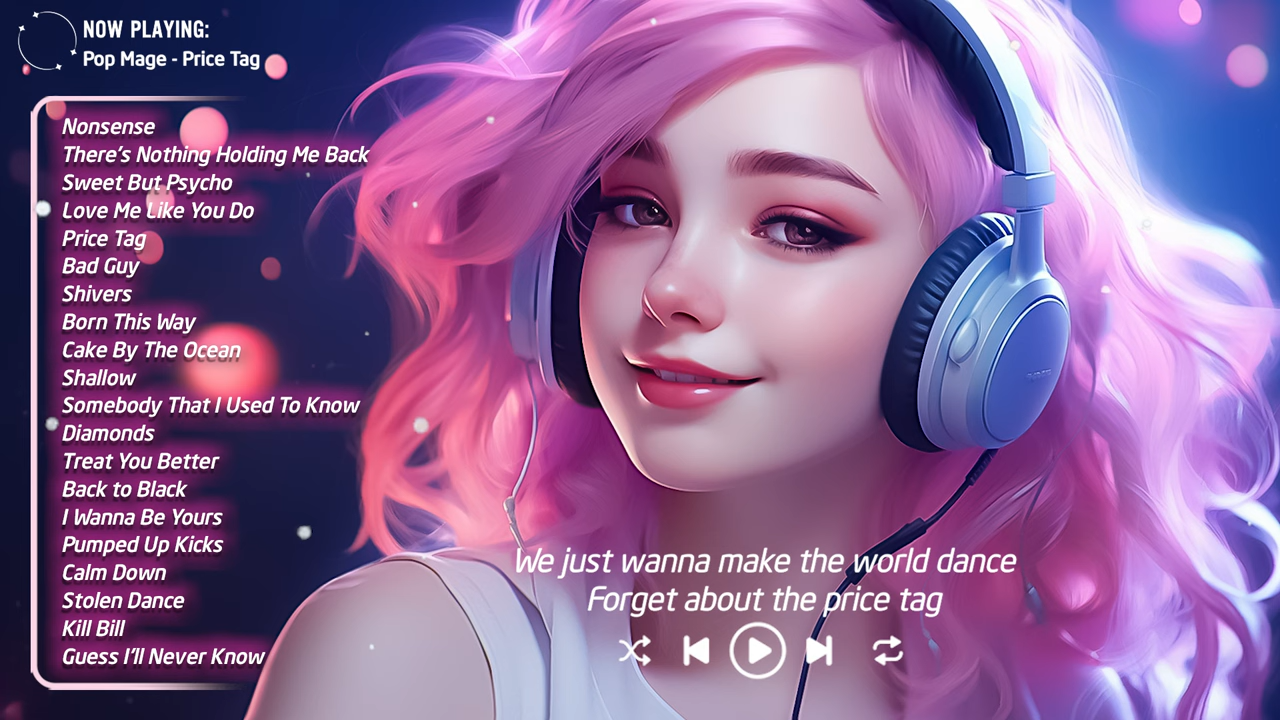 NOW PLAYING:
Pop Mage - Price Tag
Nonsense
There's Nothing Holding Me Back
Sweet But Psycho
Love Me Like You Do
Price Tag
Bad Guy
Shivers
Born This Way
Cake By The Ocean
Shallow
Somebody That I Used To Know
Diamonds
Treat You Better
Back to Black
I Wanna Be Yours
Pumped Up Kicks
Calm Down
Stolen Dance
Kill Bill
Guess I'll Never Know
We just wanna make the world dance
Forget about the price tag